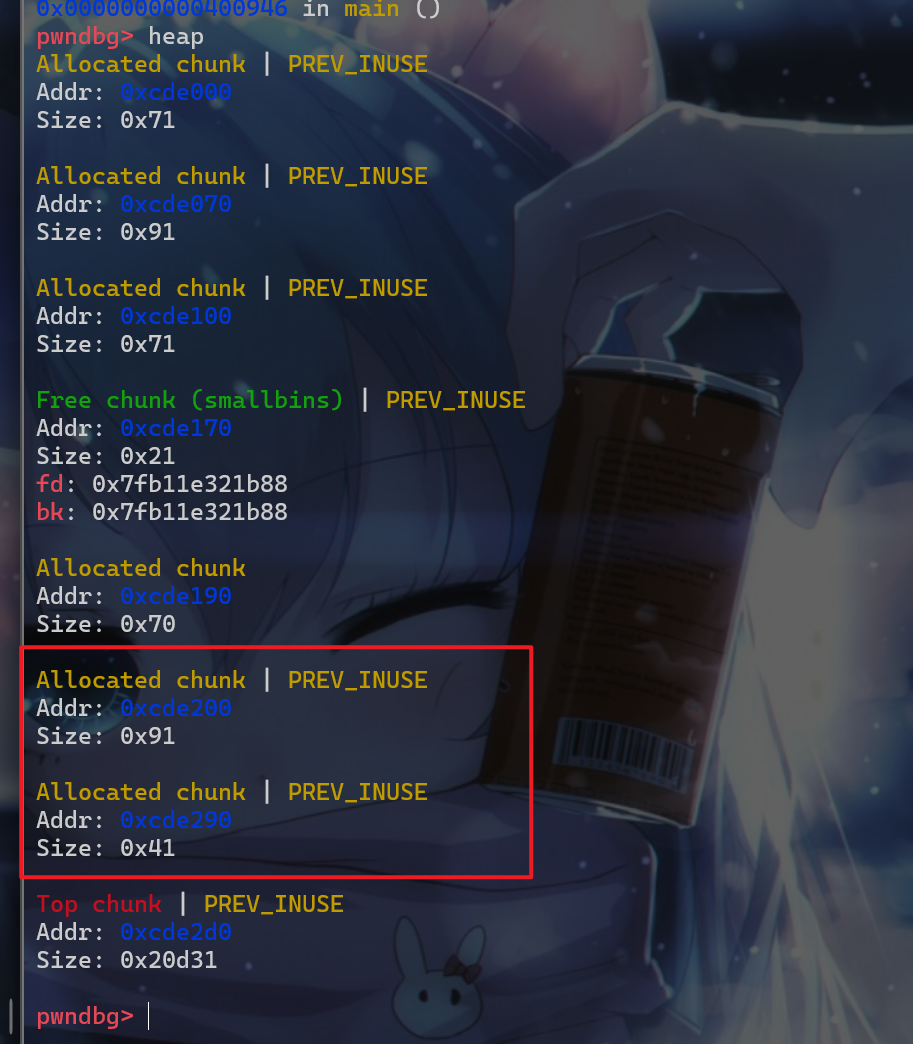 0x0000000000400946 in main ()
pwndbg> heap
Allocated chunk | PREV_INUSE
Addr: 0xcde000
Size: 0x71
Allocated chunk | PREV_INUSE
Addr: 0xcde070
Size: 0x91
Allocated chunk | PREV_INUSE
Addr: 0xcde100
Size: 0x71
Free chunk (smallbins) | PREV_INUSE
Addr: 0xcde170
Size: 0x21
fd: 0x7fb11e321b88
bk: 0x7fb11e321b88
Allocated chunk
Addr: 0xcde190
Size: 0x70
Allocated chunk | PREV_INUSE
Addr: 0xcde200
Size: 0x91
Allocated chunk | PREV_INUSE
Addr: 0xcde290
Size: 0x41
Top chunk | PREV_INUSE
Addr: 0xcde2d0
Size: 0x20d31
pwndbg>